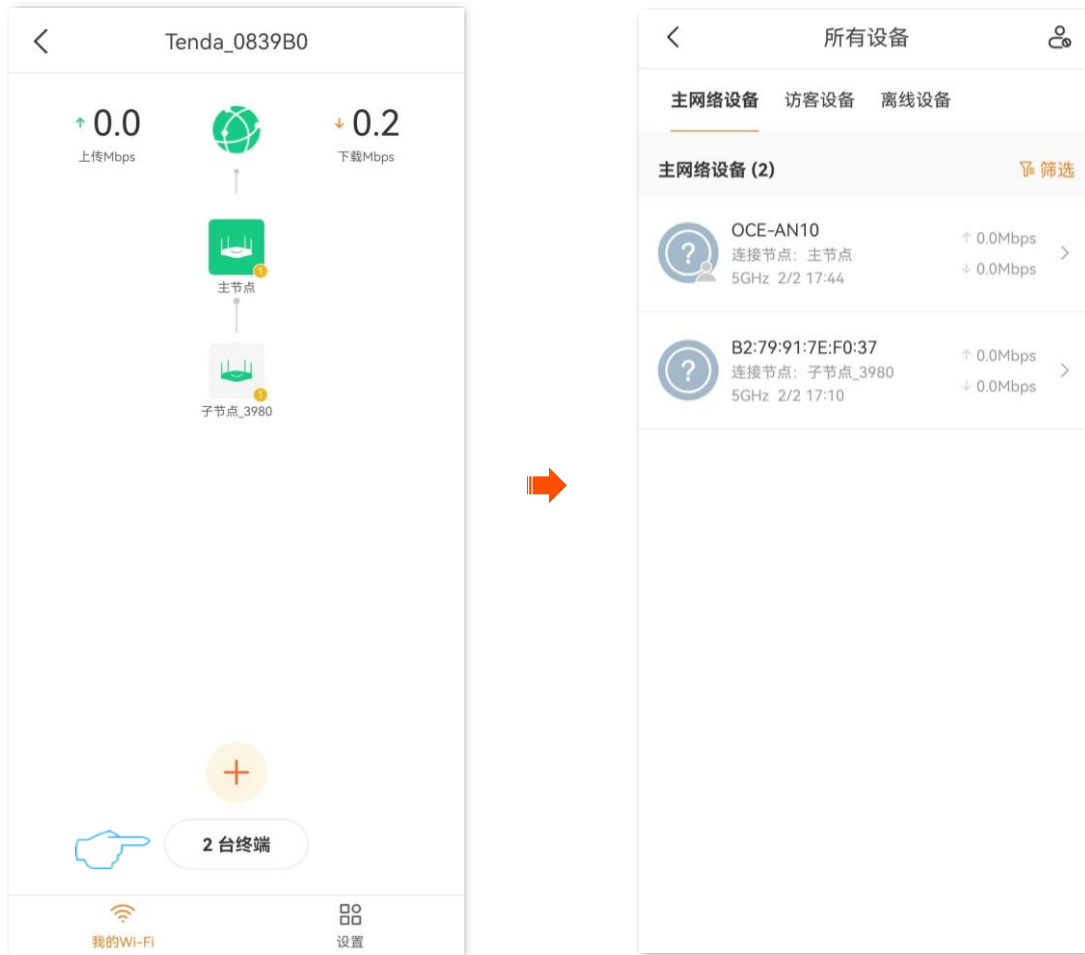 Tenda_0839B0
↑ 0.0
上传Mbps
↓ 0.2
下载Mbps
1
主节点
1
子节点_3980
+
2 台终端
我的Wi-Fi
设置
所有设备
主网络设备 访客设备 离线设备
主网络设备 (2)
筛选
?
OCE-AN10
连接节点：主节点
5GHz 2/2 17:44
↑ 0.0Mbps
↓ 0.0Mbps
?
B2:79:91:7E:F0:37
连接节点：子节点_3980
5GHz 2/2 17:10
↑ 0.0Mbps
↓ 0.0Mbps